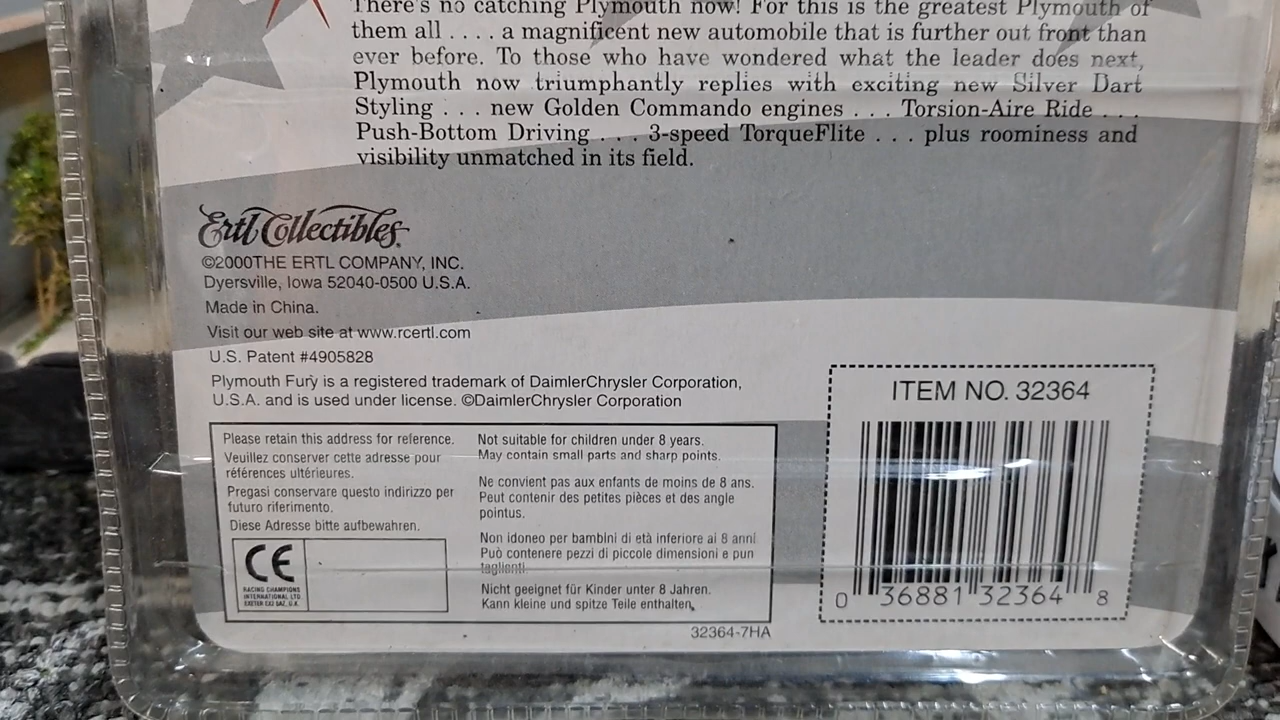 There's no catching Plymouth now! For this is the greatest Plymouth of
them all . . . . a magnificent new automobile that is further out front than
ever before. To those who have wondered what the leader does next,
Plymouth now triumphantly replies with exciting new Silver Dart
Styling . . . new Golden Commando engines . . . Torsion-Aire Ride . . .
Push-Bottom Driving . . . 3-speed TorqueFlite . . . plus roominess and
visibility unmatched in its field.
Ertl Collectibles
©2000THE ERTL COMPANY, INC.
Dyersville, Iowa 52040-0500 U.S.A.
Made in China.
Visit our web site at www.rcertl.com
U.S. Patent #4905828
Plymouth Fury is a registered trademark of DaimlerChrysler Corporation,
U.S.A. and is used under license. ©DaimlerChrysler Corporation
Please retain this address for reference.
Veuillez conserver cette adresse pour
références ultérieures.
Pregasi conservare questo indirizzo per
futuro riferimento.
Diese Adresse bitte aufbewahren.
CE
RACING CHAMPIONS
INTERNATIONAL LTD.
EXETER
U.K.
Not suitable for children under 8 years.
May contain small parts and sharp points.
Ne convient pas aux enfants de moins de 8 ans.
Peut contenir des petites pièces et des angle
pointus.
Non idoneo per bambini di età inferiore ai 8 anni
Può contenere pezzi di piccole dimensioni e pun
taglienti.
Nicht geeignet für Kinder unter 8 Jahren.
Kann kleine und spitze Teile enthalten.
32364-7HA
ITEM NO. 32364
0 36881 32364 8